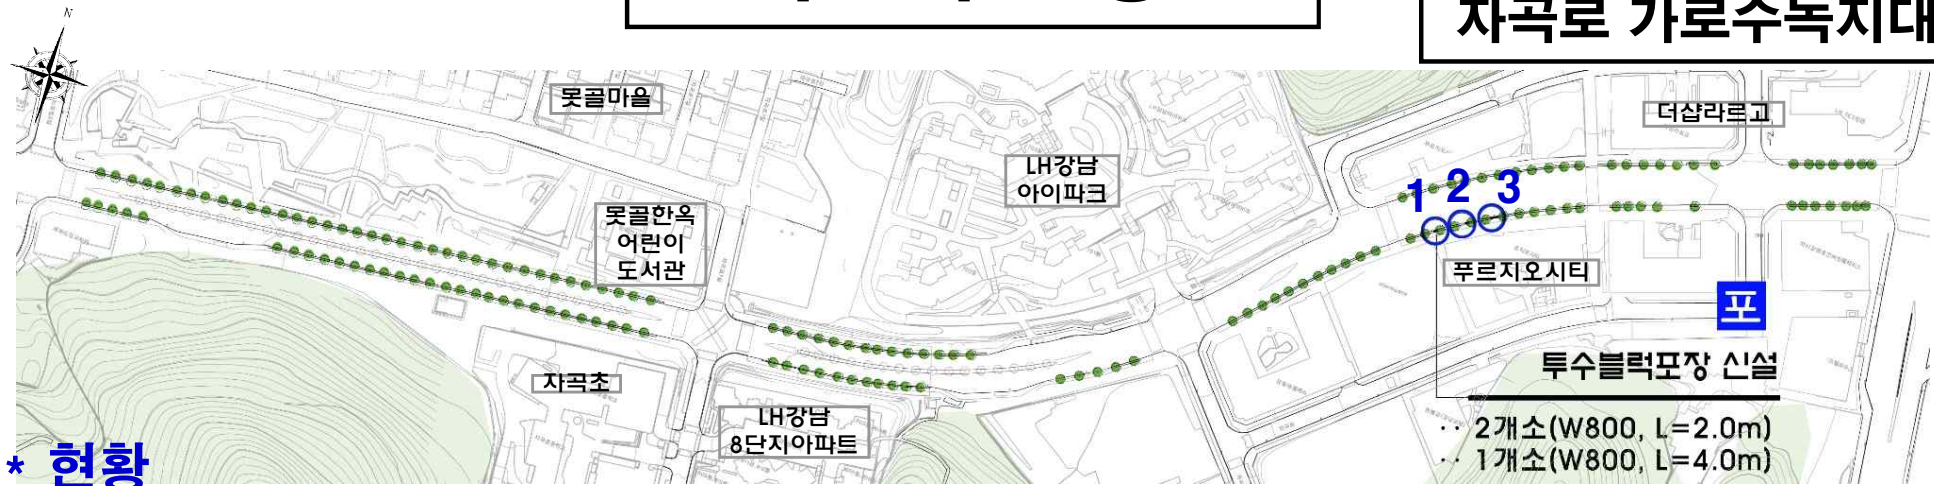 N
자곡로 가로수녹지대
못골마을
더샵라르고
LH강남
아이파크
1 2 3
못골한옥
어린이
도서관
푸르지오시티
포
투수블럭포장 신설
자곡초
LH강남
8단지아파트
·· 2개소(W800, L=2.0m)
·· 1개소(W800, L=4.0m)
* 현황